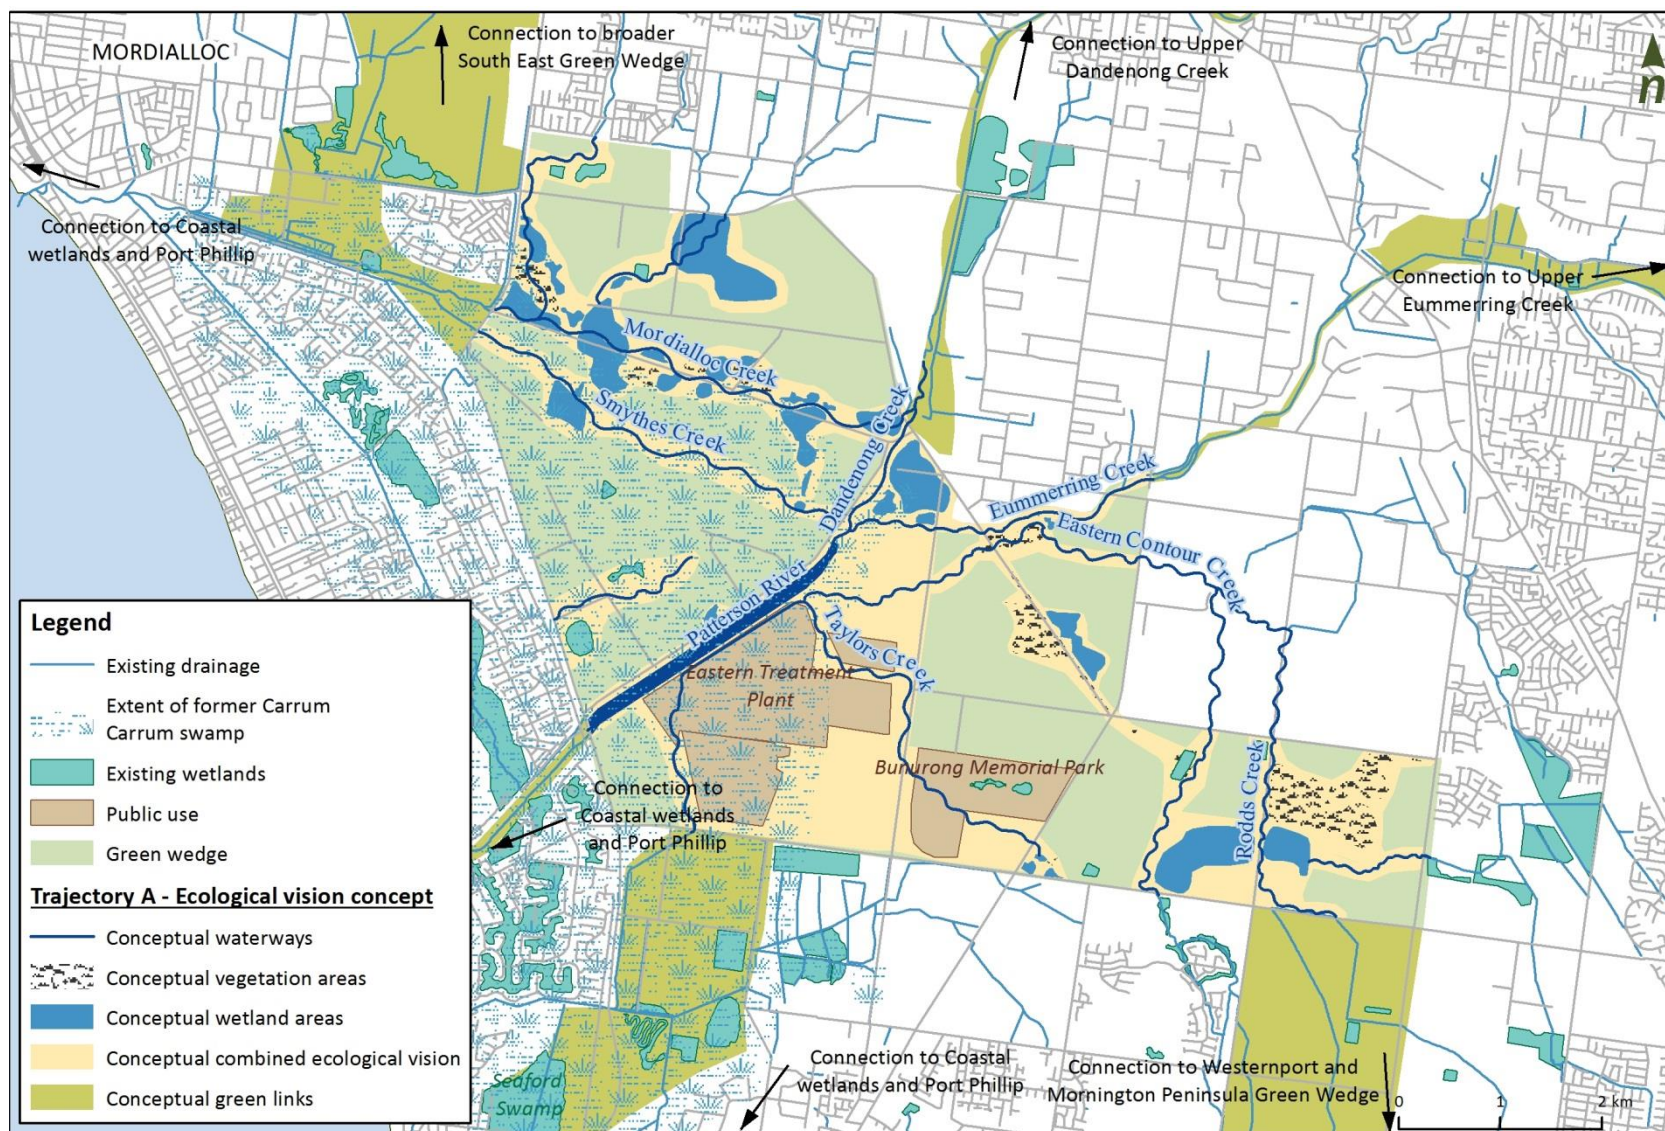 MORDIALLOC
Connection to broader
South East Green Wedge
Connection to Upper
Dandenong Creek
n
Connection to Coastal
wetlands and Port Phillip
Connection to Upper
Eummerring Creek
Mordialloc Creek
Smythes Creek
Dandenong Creek
Eummerring Creek
Eastern Contour Creek
Patterson River
Taylors Creek
Eastern Treatment
Plant
Bunurong Memorial Park
Rodds Creek
Connection to
Coastal wetlands
and Port Phillip
Legend
Existing drainage
Extent of former Carrum
Carrum swamp
Existing wetlands
Public use
Green wedge
Trajectory A - Ecological vision concept
Conceptual waterways
Conceptual vegetation areas
Conceptual wetland areas
Conceptual combined ecological vision
Conceptual green links
Seaford
Swamp
Connection to Coastal
wetlands and Port Phillip
Connection to Westernport and
Mornington Peninsula Green Wedge
0 1 2 km